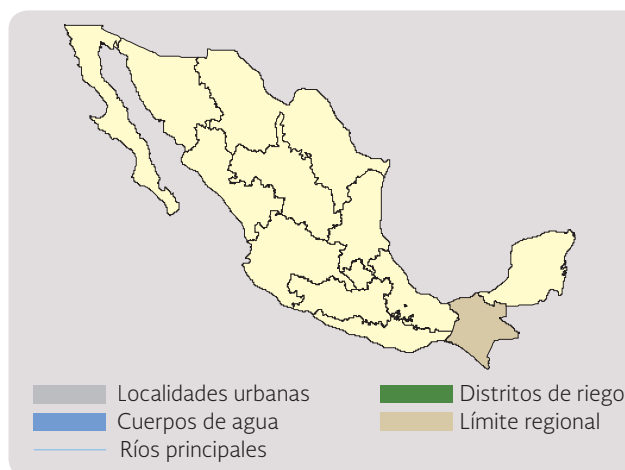 Localidades urbanas
Cuerpos de agua
Ríos principales
Distritos de riego
Límite regional